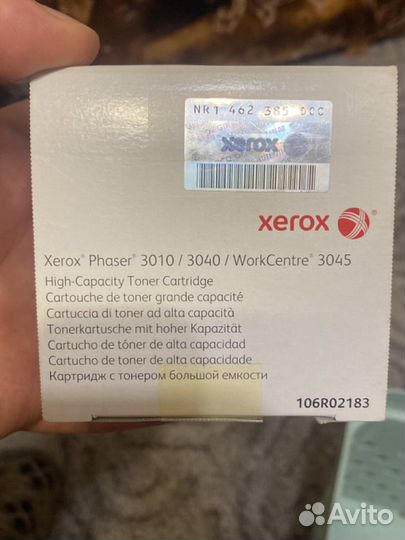 NR1 462 385 DCC
xerox
xerox
Xerox® Phaser® 3010 / 3040 / WorkCentre® 3045
High-Capacity Toner Cartridge
Cartouche de toner grande capacité
Cartuccia di toner ad alta capacità
Tonerkartusche mit hoher Kapazität
Cartucho de tóner de alta capacidad
Cartucho de toner de alta capacidade
Картридж с тонером большой емкости
106R02183
Avito